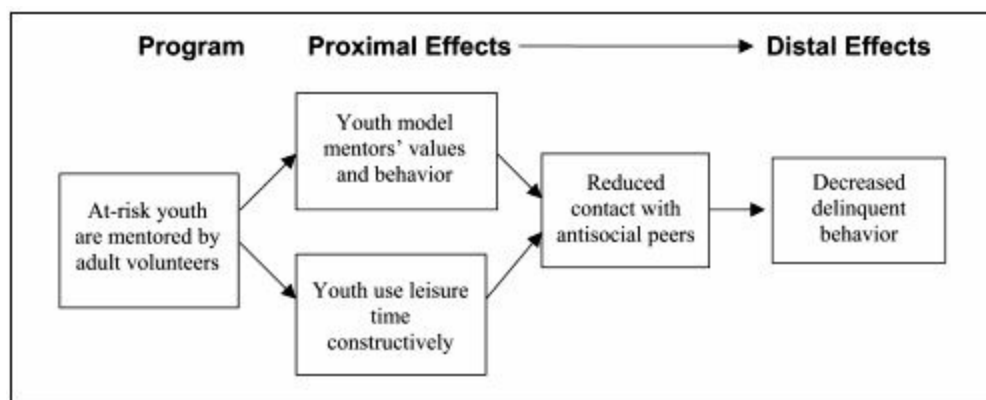 Program
Proximal Effects
Distal Effects
At-risk youth
are mentored by
adult volunteers
Youth model
mentors’ values
and behavior
Youth use leisure
time
constructively
Reduced
contact with
antisocial peers
Decreased
delinquent
behavior